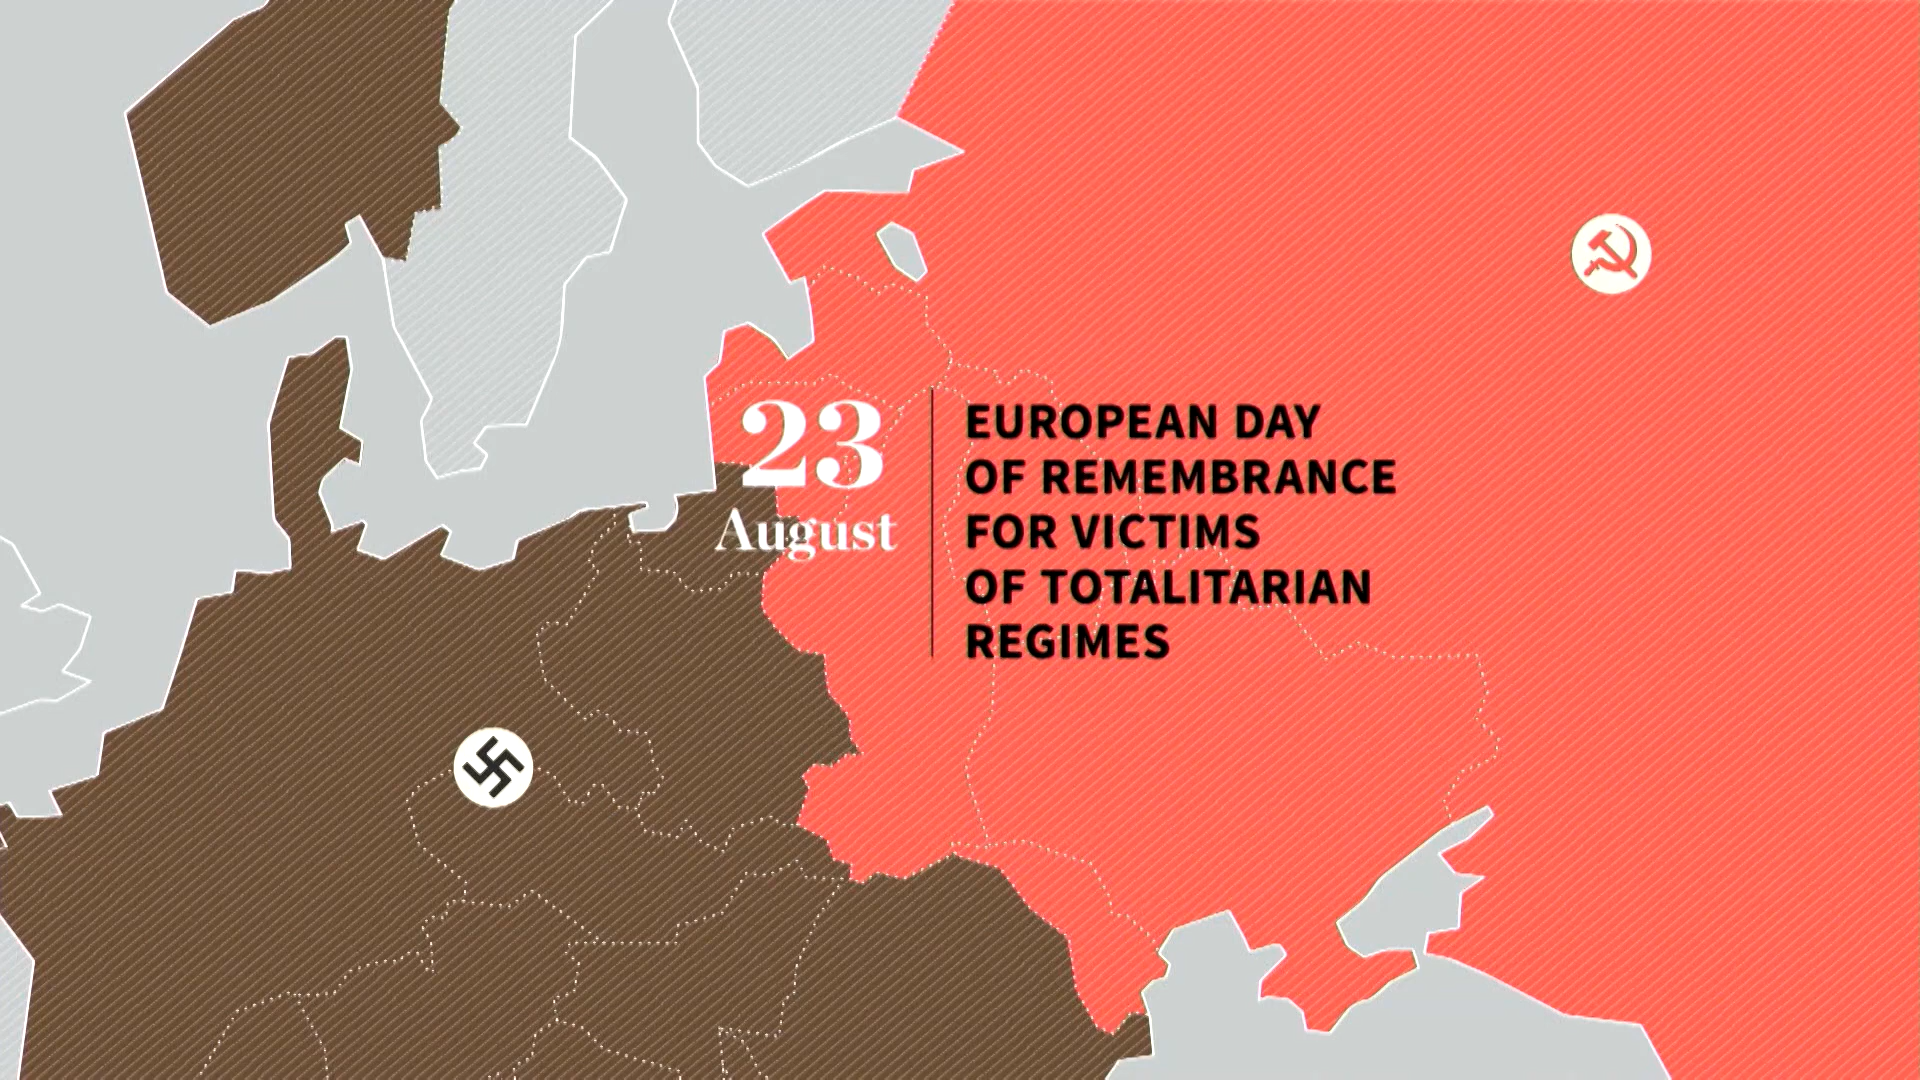 23
August
EUROPEAN DAY
OF REMEMBRANCE
FOR VICTIMS
OF TOTALITARIAN
REGIMES